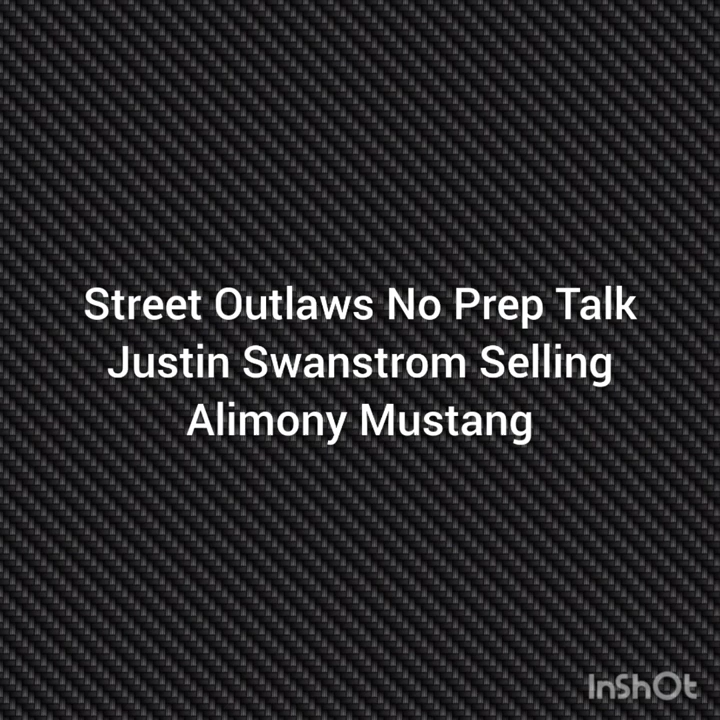 Street Outlaws No Prep Talk
Justin Swanstrom Selling
Alimony Mustang
InShOt